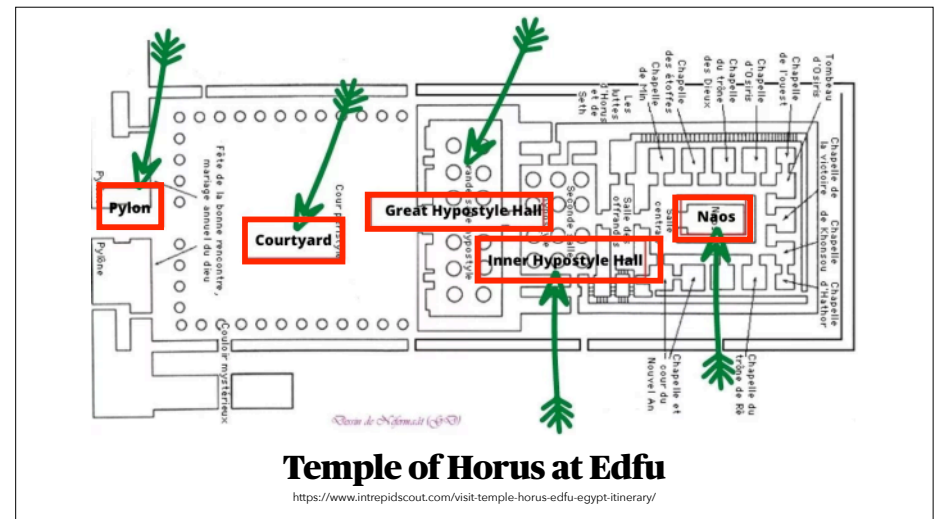 Pylon
Pylône
Fête de la bonne rencontre,
mariage annuel du dieu
Couloir mystérieux
Courtyard
Great Hypostyle Hall
Inner Hypostyle Hall
Les
luttes
d'Horus
et de
Seth
Chapelle
de Min
Chapelle
des étoffes
Chapelle
du trône
des Dieux
Chapelle
d'Osiris
Chapelle
de l'ouest
Tombeau
d'Osiris
Chapelle de
la victoire
Chapelle
de Khonsou
Chapelle
d'Hathor
Salle des
offrandes
Salle
Naos
Chapelle et
cour du
Nouvel An
Chapelle du
trône de Rê
Dessin de
Temple of Horus at Edfu
https://www.intrepidscout.com/visit-temple-horus-edfu-egypt-itinerary/